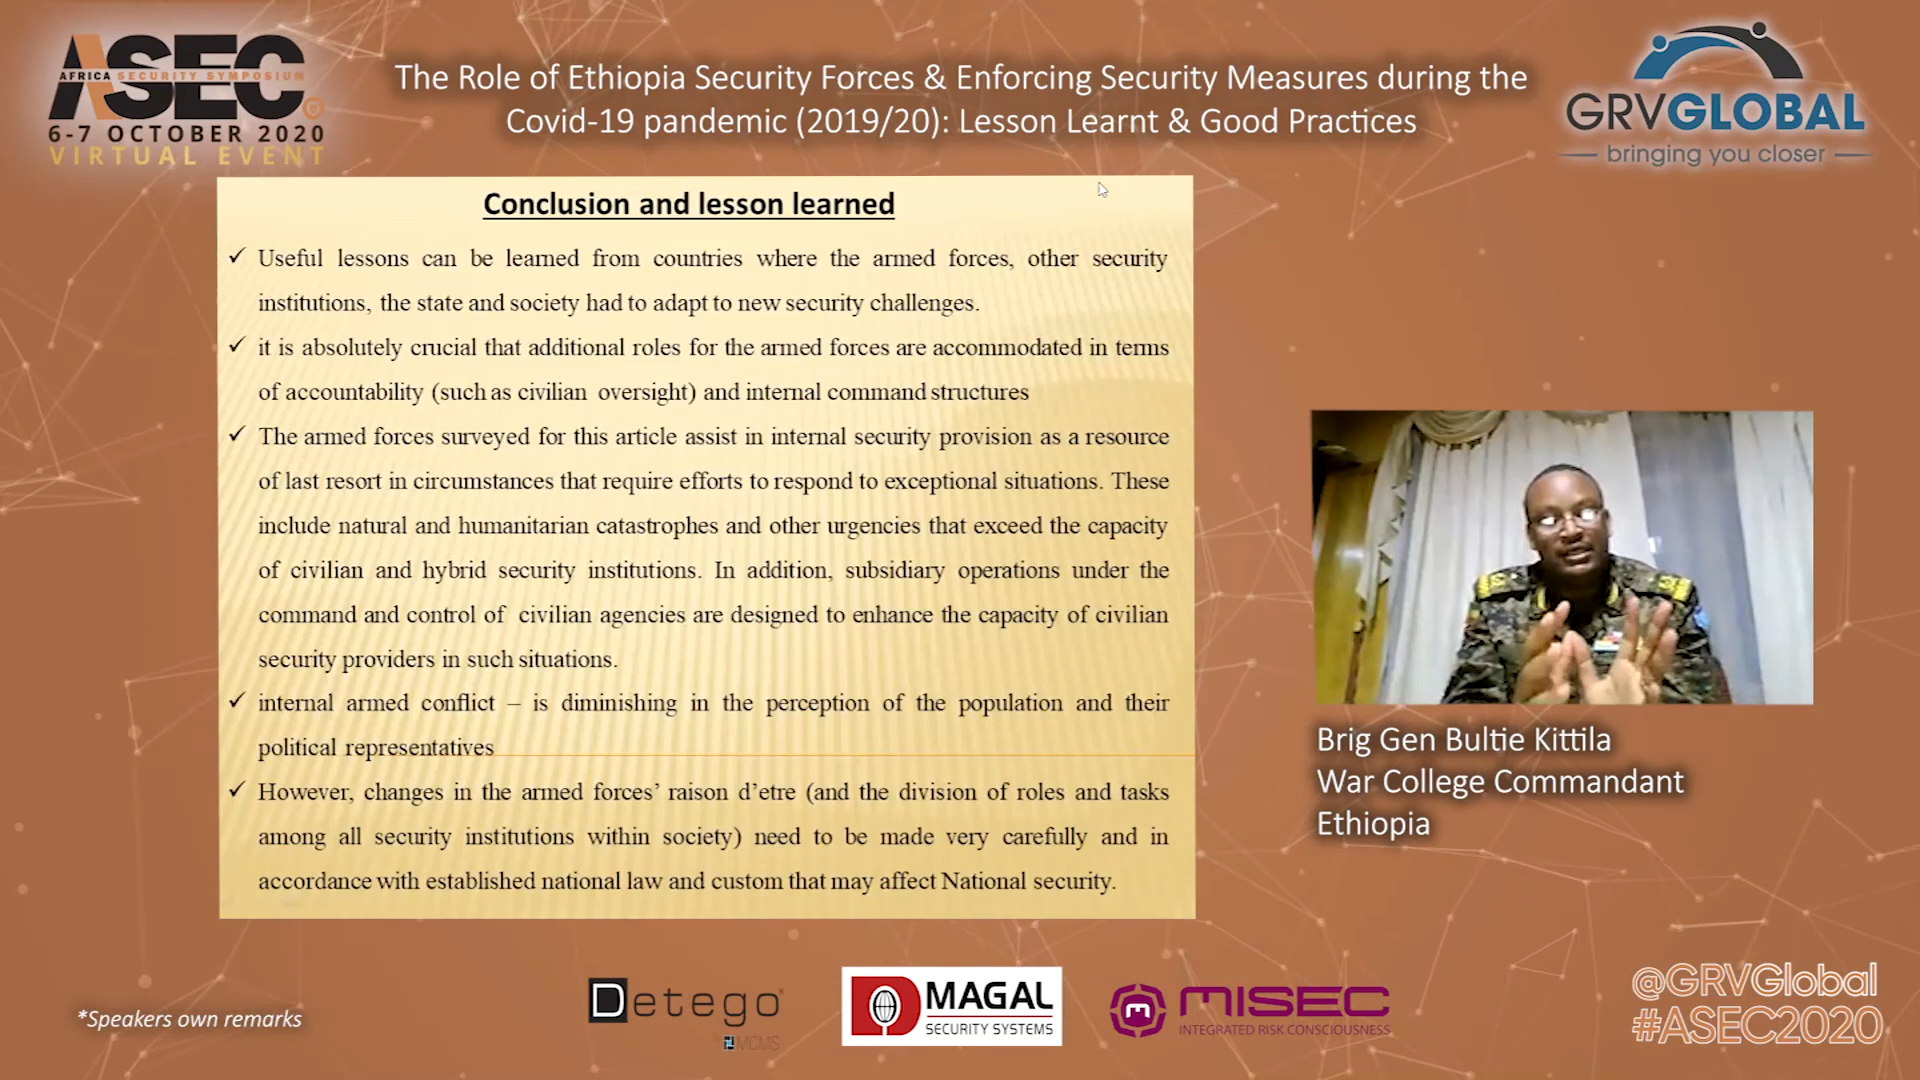 ASEC
AFRICA SECURITY SYMPOSIUM
6-7 OCTOBER 2020
VIRTUAL EVENT
The Role of Ethiopia Security Forces & Enforcing Security Measures during the
Covid-19 pandemic (2019/20): Lesson Learnt & Good Practices
GRVGLOBAL
bringing you closer
Conclusion and lesson learned
✓ Useful lessons can be learned from countries where the armed forces, other security
institutions, the state and society had to adapt to new security challenges.
✓ it is absolutely crucial that additional roles for the armed forces are accommodated in terms
of accountability (such as civilian oversight) and internal command structures
✓ The armed forces surveyed for this article assist in internal security provision as a resource
of last resort in circumstances that require efforts to respond to exceptional situations. These
include natural and humanitarian catastrophes and other urgencies that exceed the capacity
of civilian and hybrid security institutions. In addition, subsidiary operations under the
command and control of civilian agencies are designed to enhance the capacity of civilian
security providers in such situations.
✓ internal armed conflict – is diminishing in the perception of the population and their
political representatives
✓ However, changes in the armed forces’ raison d’etre (and the division of roles and tasks
among all security institutions within society) need to be made very carefully and in
accordance with established national law and custom that may affect National security.
Brig Gen Bultie Kittila
War College Commandant
Ethiopia
*Speakers own remarks
Detego
MCMS
MAGAL
SECURITY SYSTEMS
MISEC
INTEGRATED RISK CONSCIOUSNESS
@GRVGlobal
#ASEC2020